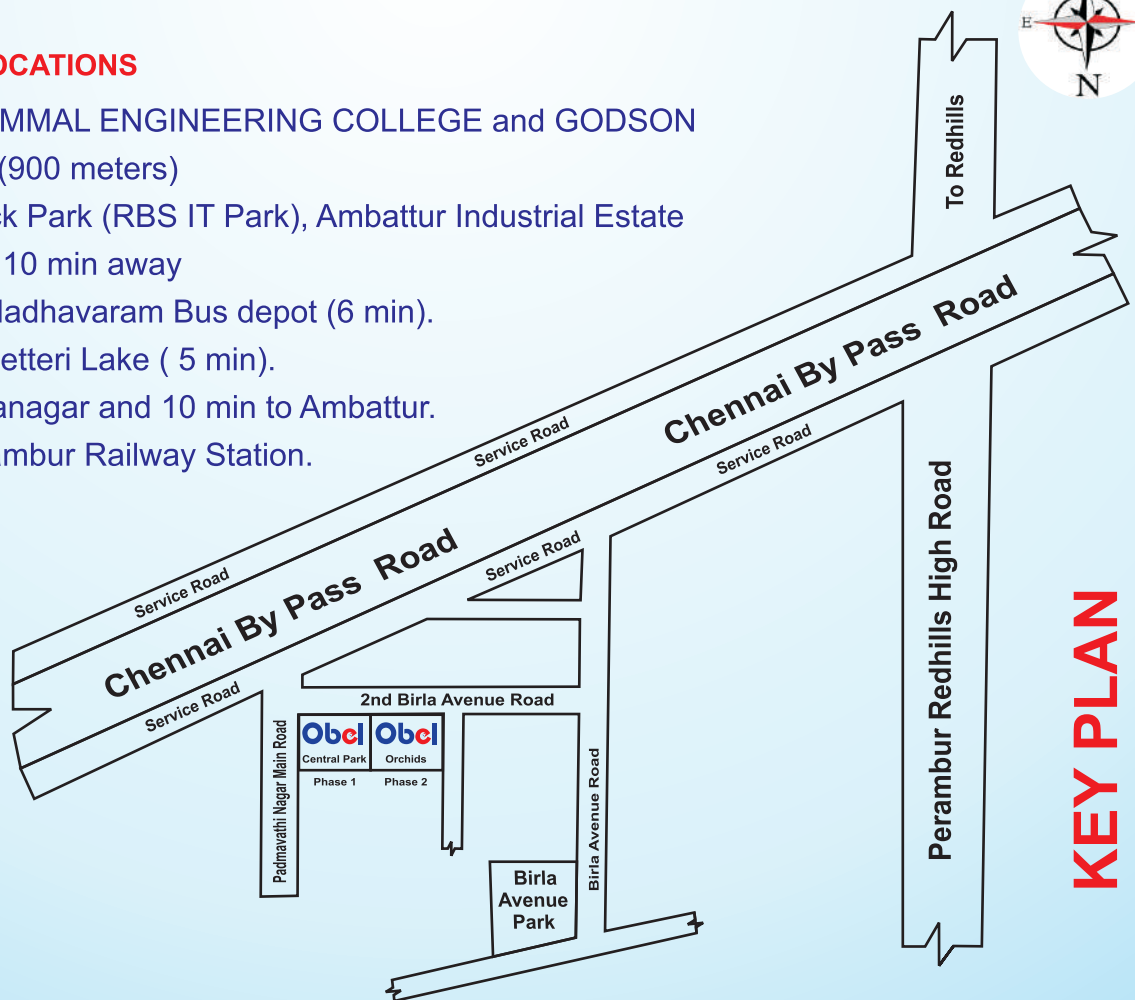 OCATIONS
MMAL ENGINEERING COLLEGE and GODSON
(900 meters)
ck Park (RBS IT Park), Ambattur Industrial Estate
10 min away
Madhavaram Bus depot (6 min).
etteri Lake ( 5 min).
anagar and 10 min to Ambattur.
ambur Railway Station.
E
N
To Redhills
Chennai By Pass Road
Service Road
Service Road
Service Road
Service Road
Chennai By Pass Road
Service Road
2nd Birla Avenue Road
Padmavathi Nagar Main Road
Obel
Central Park
Phase 1
Obel
Orchids
Phase 2
Birla Avenue Road
Birla
Avenue
Park
Perambur Redhills High Road
KEY PLAN